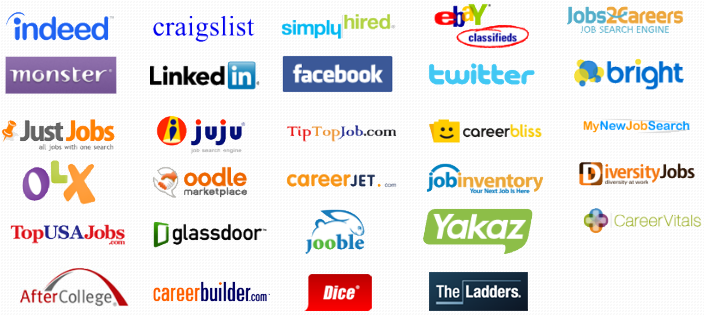 indeed™
craigslist
simplyhired®
ebaY
classifieds
Jobs2Careers
JOB SEARCH ENGINE
monster®
LinkedIn®
facebook
twitter
bright
JustJobs
all jobs with one search
juju®
job search engine
TipTopJob.com
careerbliss
MyNewJobSearch
OLX
oodle
marketplace
careerJET.com
jobinventory
Your Next Job Is Here
DiversityJobs
diversity at work
TopUSAJobs
.com
glassdoor™
jooble
Yakaz
CareerVitals
AfterCollege®
careerbuilder.com®
Dice®
The Ladders.